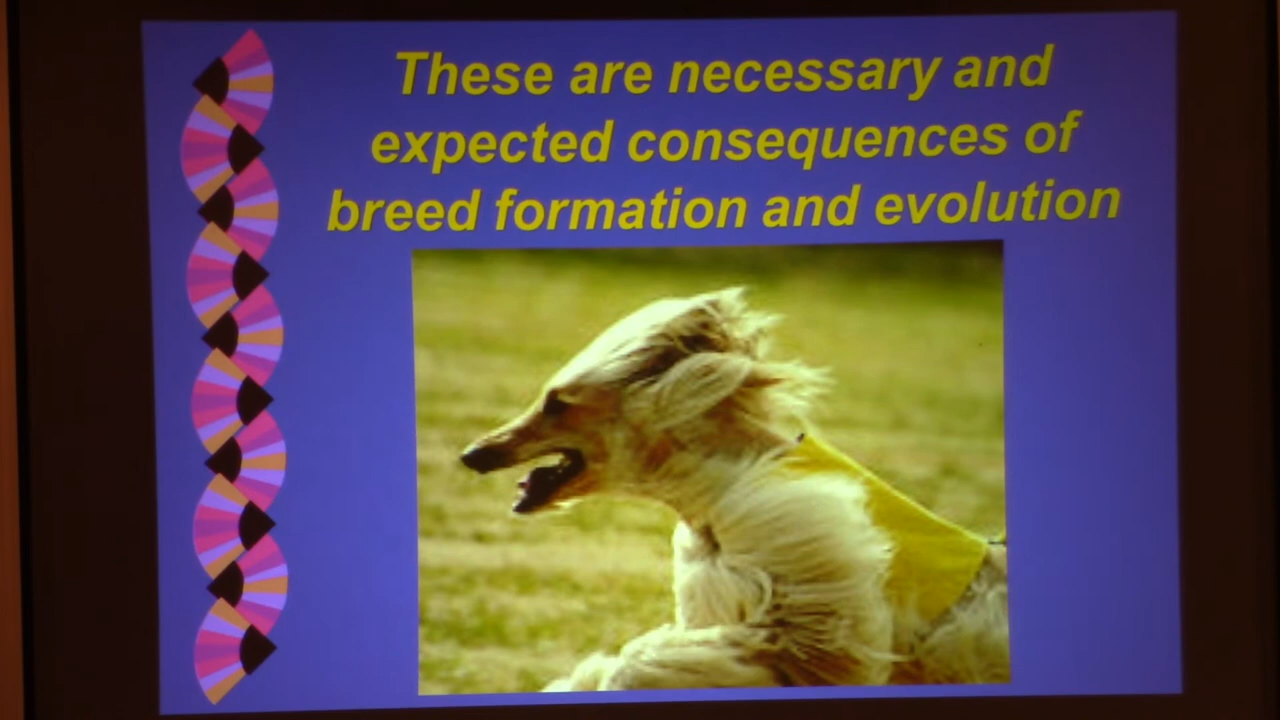 These are necessary and
expected consequences of
breed formation and evolution